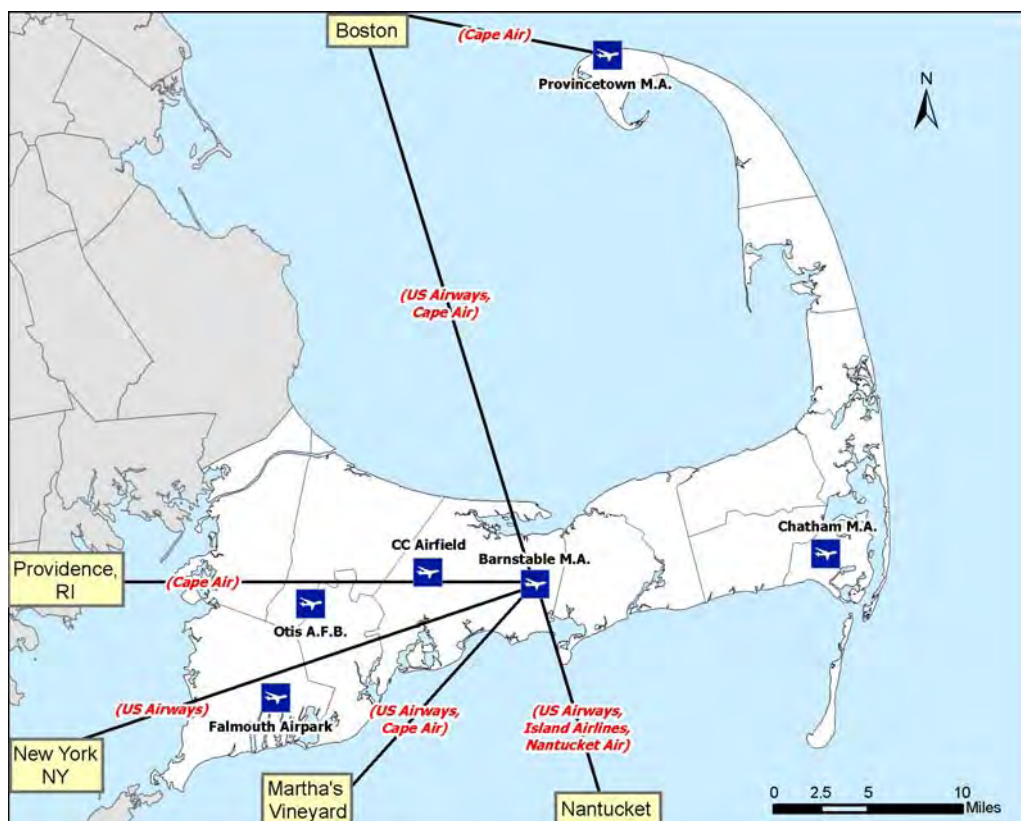 Boston
(Cape Air)
Provincetown M.A.
N
(US Airways,
Cape Air)
Chatham M.A.
CC Airfield
Barnstable M.A.
Providence,
RI
(Cape Air)
Otis A.F.B.
(US Airways)
Falmouth Airpark
(US Airways,
Cape Air)
(US Airways,
Island Airlines,
Nantucket Air)
New York
NY
Martha's
Vineyard
Nantucket
0 2.5 5 10
Miles